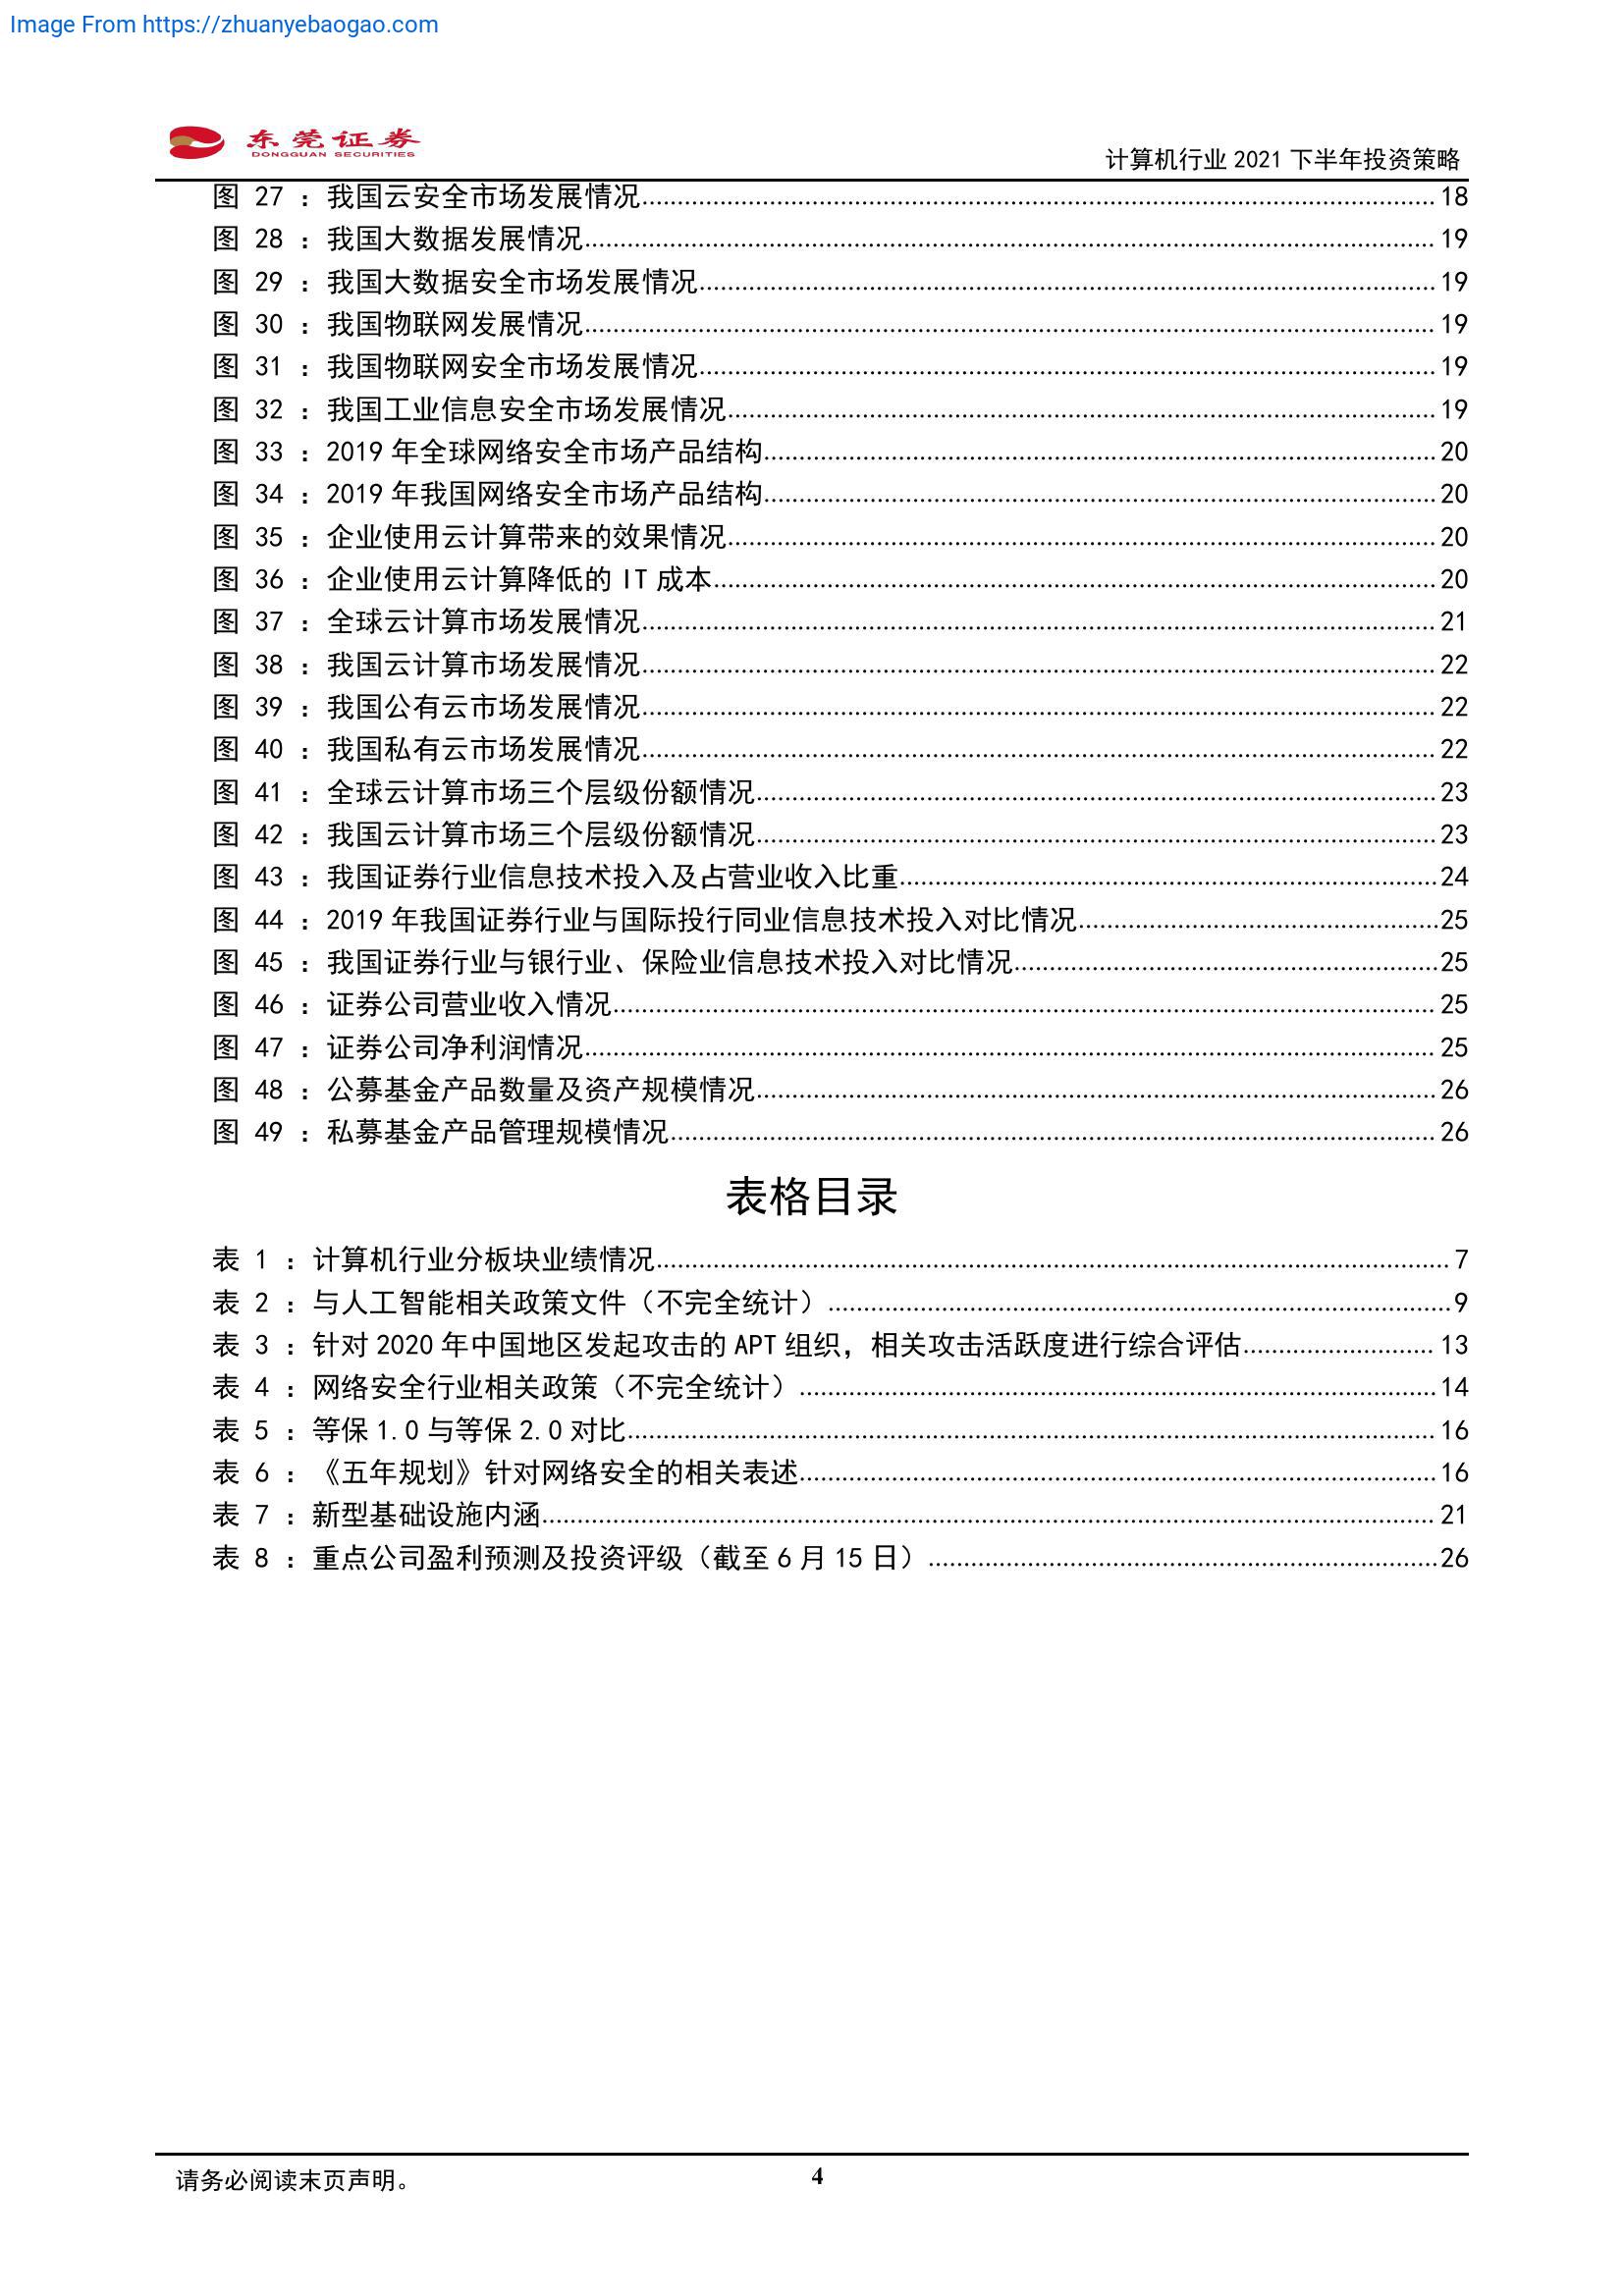 Image From https://zhuanyebaogao.com
东莞证券
DONGGUAN SECURITIES
计算机行业 2021 下半年投资策略
图 27 ：我国云安全市场发展情况 18
图 28 ：我国大数据发展情况 19
图 29 ：我国大数据安全市场发展情况 19
图 30 ：我国物联网发展情况 19
图 31 ：我国物联网安全市场发展情况 19
图 32 ：我国工业信息安全市场发展情况 19
图 33 ：2019 年全球网络安全市场产品结构 20
图 34 ：2019 年我国网络安全市场产品结构 20
图 35 ：企业使用云计算带来的效果情况 20
图 36 ：企业使用云计算降低的 IT 成本 20
图 37 ：全球云计算市场发展情况 21
图 38 ：我国云计算市场发展情况 22
图 39 ：我国公有云市场发展情况 22
图 40 ：我国私有云市场发展情况 22
图 41 ：全球云计算市场三个层级份额情况 23
图 42 ：我国云计算市场三个层级份额情况 23
图 43 ：我国证券行业信息技术投入及占营业收入比重 24
图 44 ：2019 年我国证券行业与国际投行同业信息技术投入对比情况 25
图 45 ：我国证券行业与银行业、保险业信息技术投入对比情况 25
图 46 ：证券公司营业收入情况 25
图 47 ：证券公司净利润情况 25
图 48 ：公募基金产品数量及资产规模情况 26
图 49 ：私募基金产品管理规模情况 26
表格目录
表 1 ：计算机行业分板块业绩情况 7
表 2 ：与人工智能相关政策文件（不完全统计） 9
表 3 ：针对 2020 年中国地区发起攻击的 APT 组织，相关攻击活跃度进行综合评估 13
表 4 ：网络安全行业相关政策（不完全统计） 14
表 5 ：等保 1.0 与等保 2.0 对比 16
表 6 ：《五年规划》针对网络安全的相关表述 16
表 7 ：新型基础设施内涵 21
表 8 ：重点公司盈利预测及投资评级（截至 6 月 15 日） 26
请务必阅读末页声明。
4